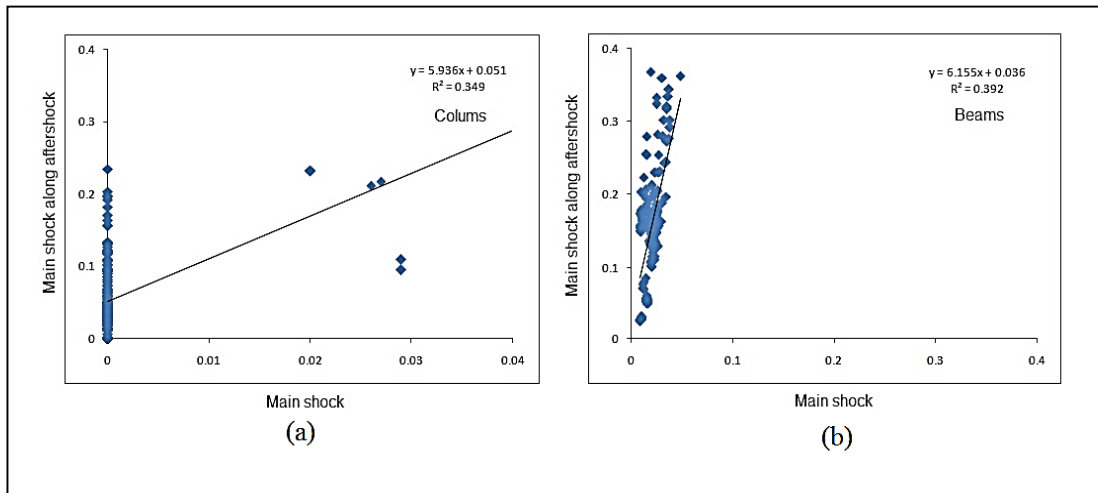 0.4
0.3
0.2
0.1
0
0
0.01
0.02
0.03
0.04
y = 5.936x + 0.051
R² = 0.349
Colums
Main shock along aftershock
Main shock
(a)
0.4
0.3
0.2
0.1
0
0
0.1
0.2
0.3
0.4
y = 6.155x + 0.036
R² = 0.392
Beams
Main shock along aftershock
Main shock
(b)